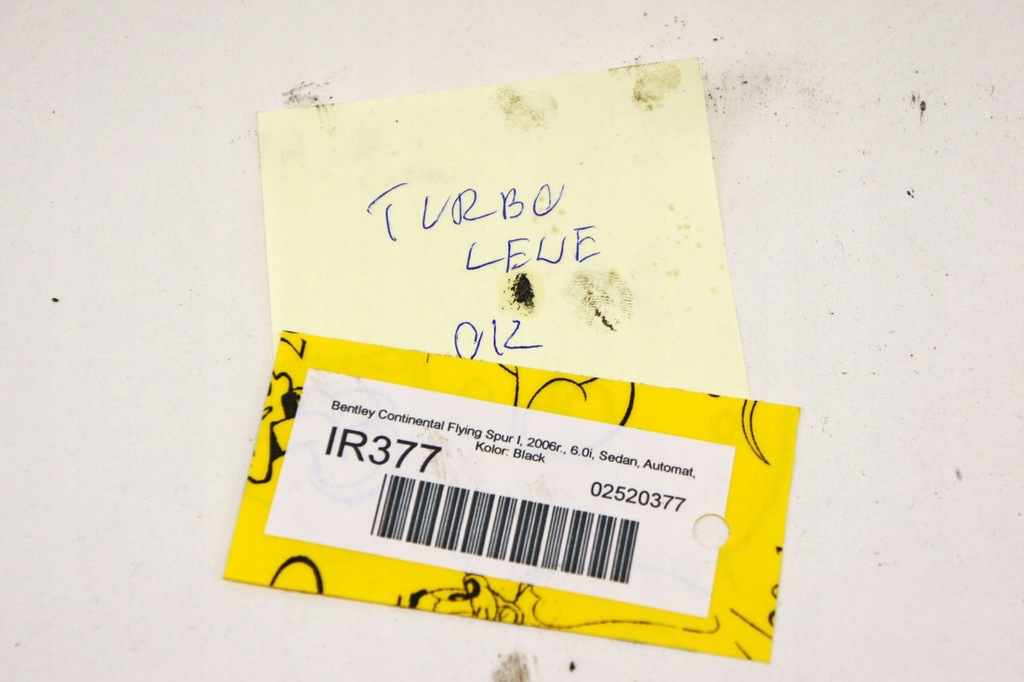 TURBO
LEWE
OK
Bentley Continental Flying Spur I, 2006r., 6.0i, Sedan, Automat,
Kolor: Black
IR377
02520377